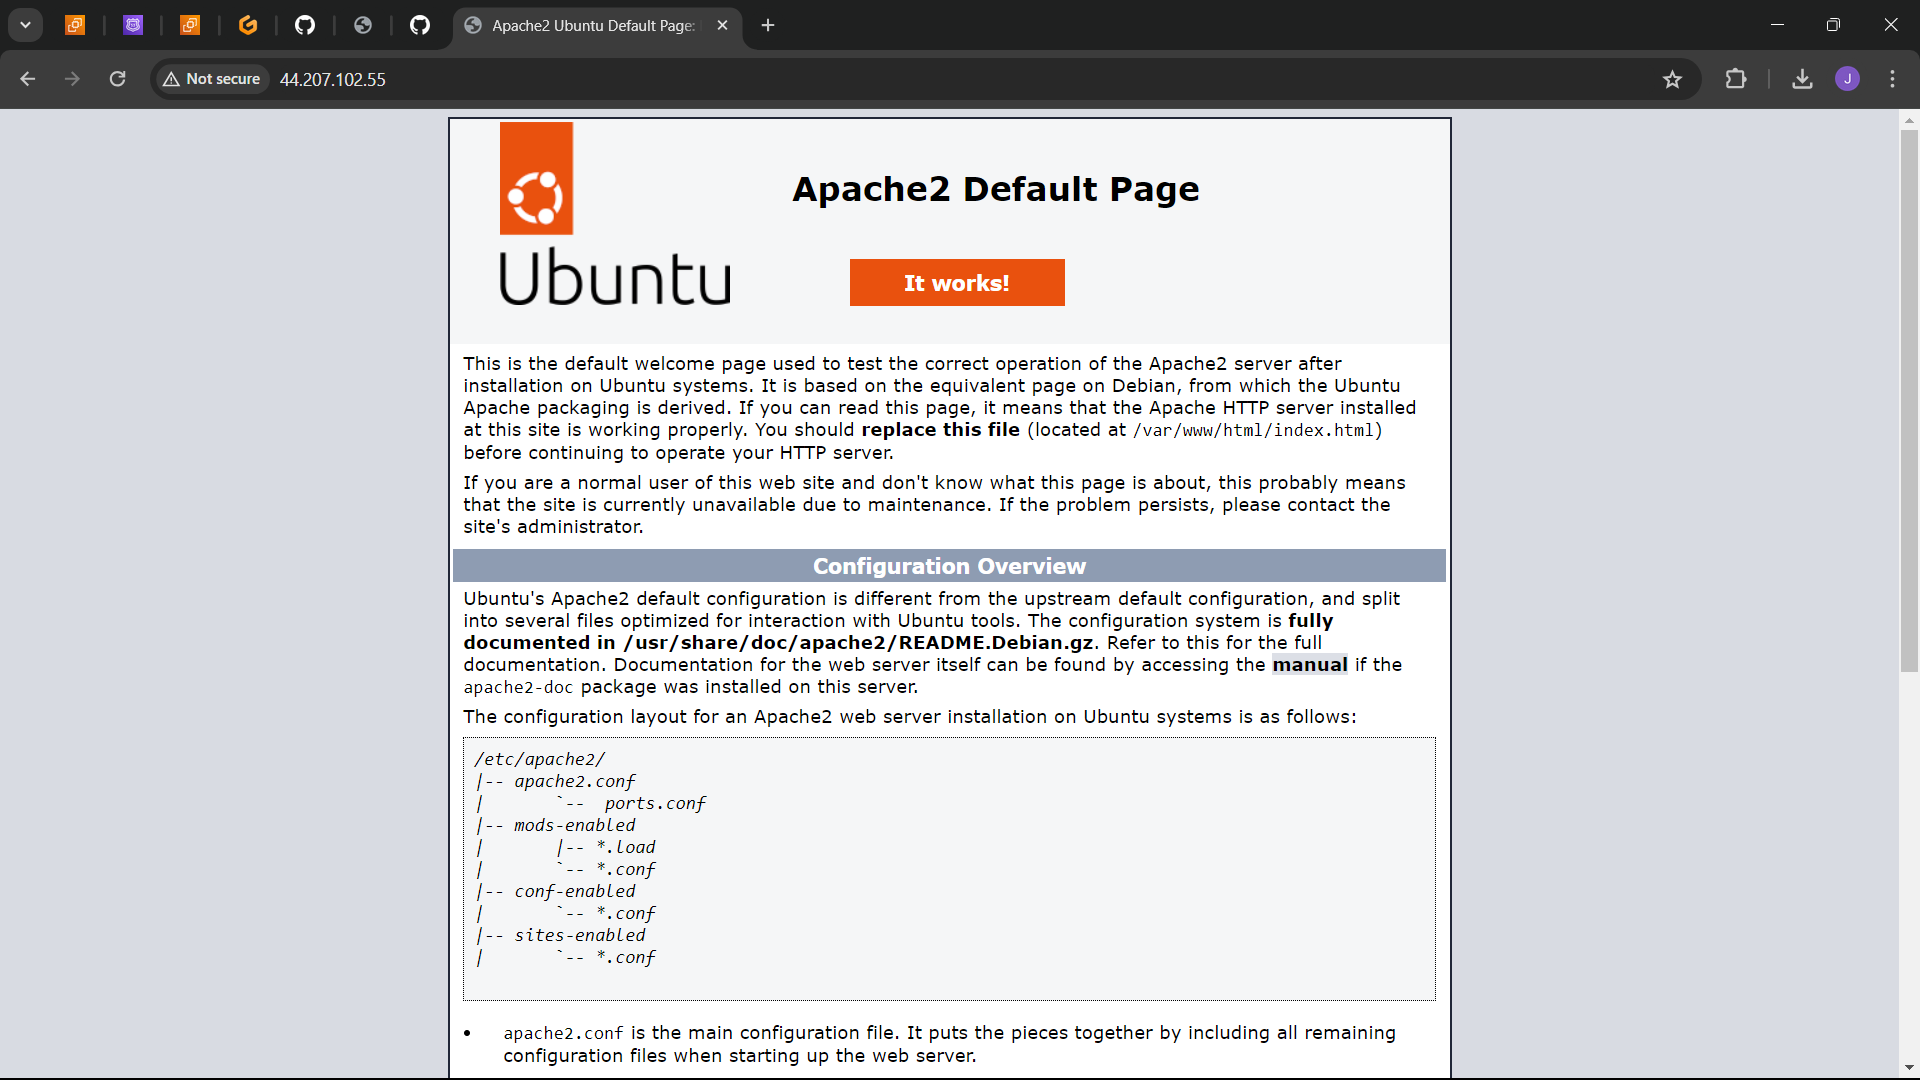 Apache2 Ubuntu Default Page:
Not secure
44.207.102.55
J
Apache2 Default Page
Ubuntu
It works!
This is the default welcome page used to test the correct operation of the Apache2 server after
installation on Ubuntu systems. It is based on the equivalent page on Debian, from which the Ubuntu
Apache packaging is derived. If you can read this page, it means that the Apache HTTP server installed
at this site is working properly. You should replace this file (located at /var/www/html/index.html)
before continuing to operate your HTTP server.
If you are a normal user of this web site and don't know what this page is about, this probably means
that the site is currently unavailable due to maintenance. If the problem persists, please contact the
site's administrator.
Configuration Overview
Ubuntu's Apache2 default configuration is different from the upstream default configuration, and split
into several files optimized for interaction with Ubuntu tools. The configuration system is fully
documented in /usr/share/doc/apache2/README.Debian.gz. Refer to this for the full
documentation. Documentation for the web server itself can be found by accessing the manual if the
apache2-doc package was installed on this server.
The configuration layout for an Apache2 web server installation on Ubuntu systems is as follows:
/etc/apache2/
|-- apache2.conf
|       `--  ports.conf
|-- mods-enabled
|       |-- *.load
|       `-- *.conf
|-- conf-enabled
|       `-- *.conf
|-- sites-enabled
|       `-- *.conf
• apache2.conf is the main configuration file. It puts the pieces together by including all remaining
configuration files when starting up the web server.